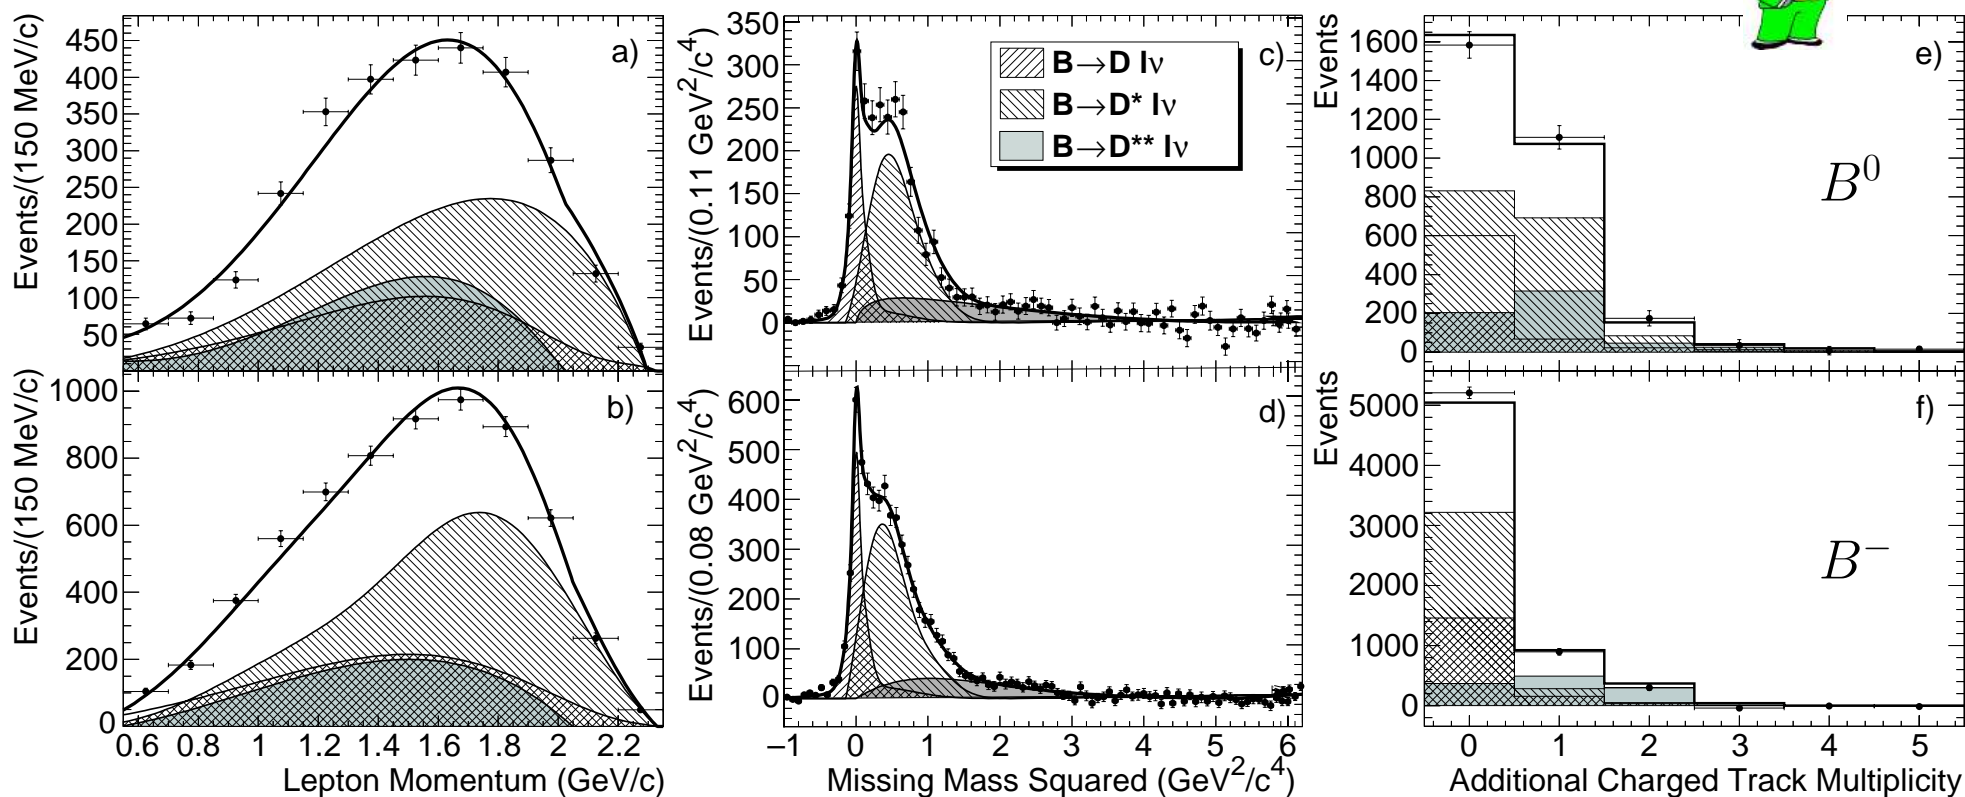 Events/(150 MeV/c)
450
400
350
300
250
200
150
100
50
a)
Events/(150 MeV/c)
1000
800
600
400
200
0
b)
0.6 0.8 1 1.2 1.4 1.6 1.8 2 2.2
Lepton Momentum (GeV/c)
Events/(0.11 GeV²/c⁴)
350
300
250
200
150
100
50
0
c)
B→D lν
B→D* lν
B→D** lν
Events/(0.08 GeV²/c⁴)
600
500
400
300
200
100
0
d)
−1 0 1 2 3 4 5 6
Missing Mass Squared (GeV²/c⁴)
Events
1600
1400
1200
1000
800
600
400
200
0
e)
B⁰
Events
5000
4000
3000
2000
1000
0
f)
B⁻
0 1 2 3 4 5
Additional Charged Track Multiplicity